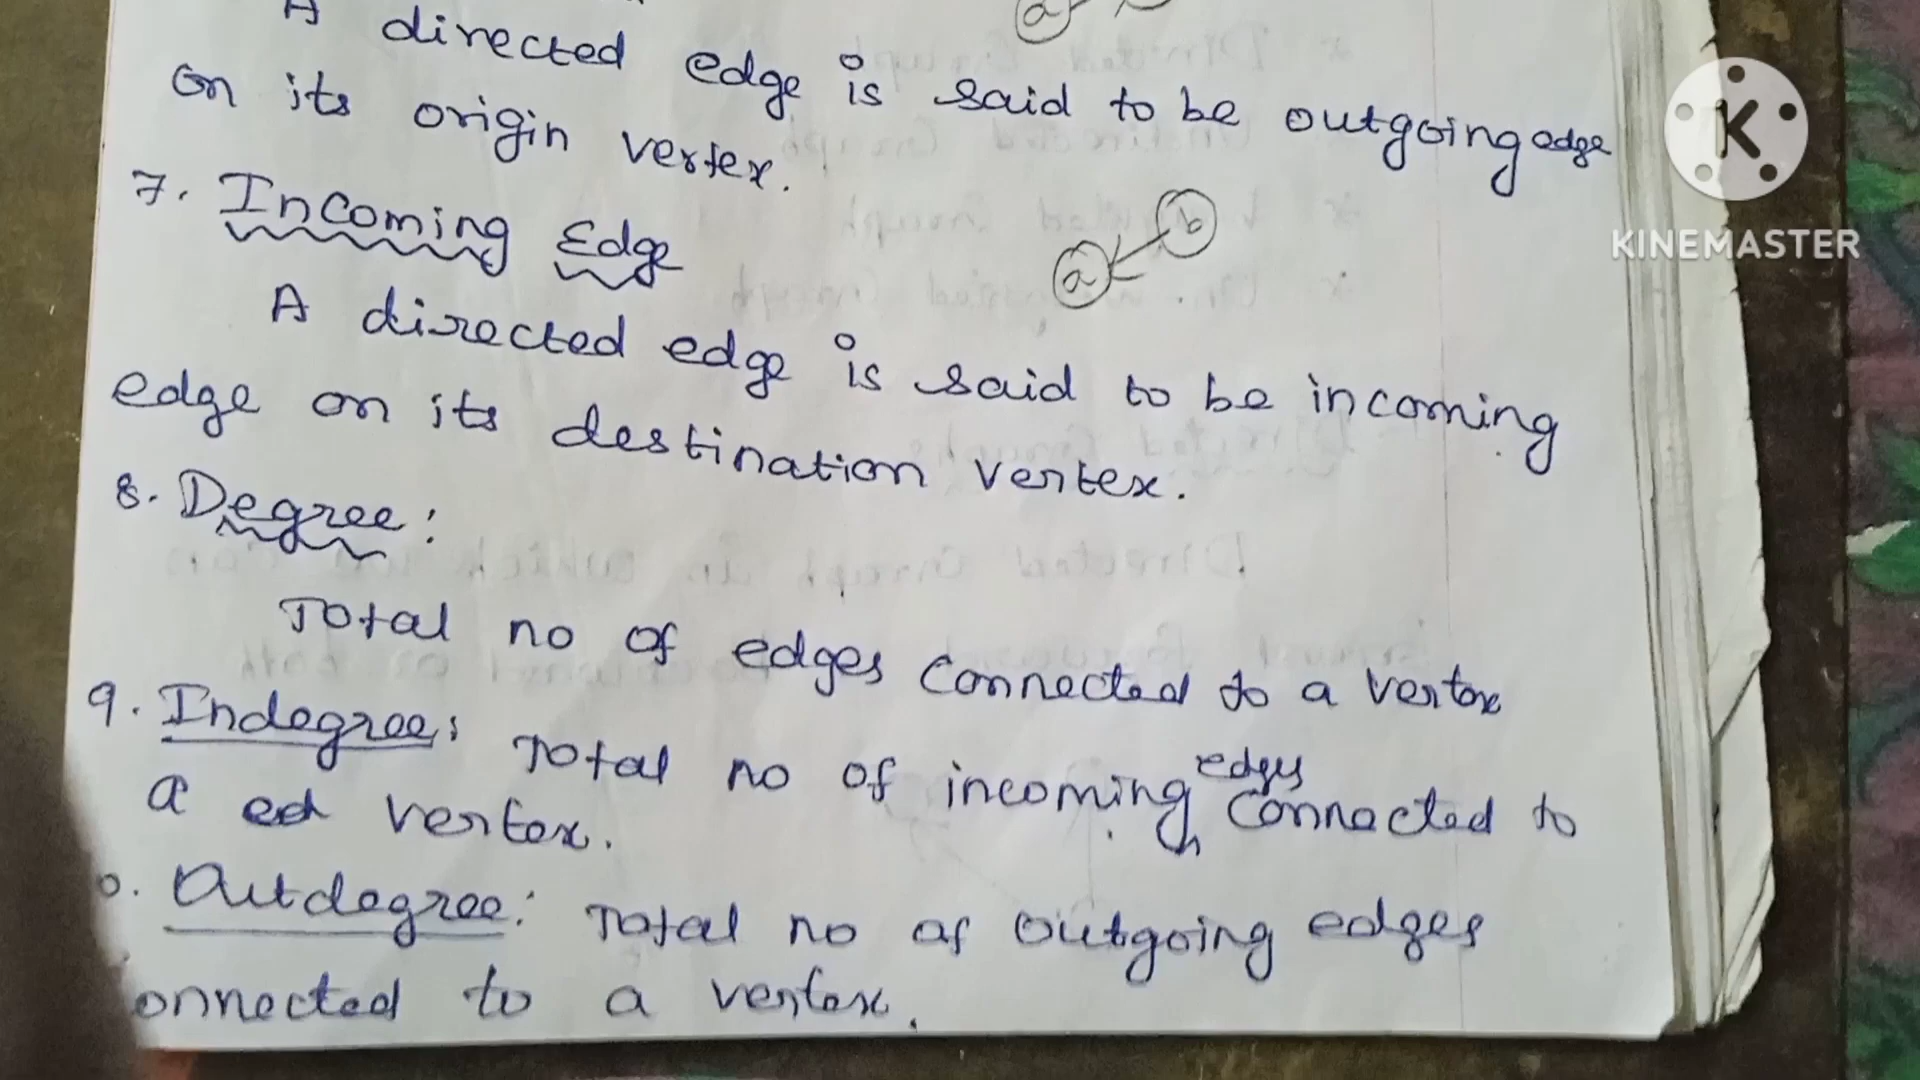 a
A directed edge is said to be outgoing edge
on its origin vertex.
7. Incoming Edge
a b
A directed edge is said to be incoming
edge on its destination vertex.
8. Degree:
Total no of edges connected to a vertex
9. Indegree: Total no of incoming edges connected to
a vertex.
0. Outdegree: Total no of outgoing edges
onnected to a vertex.
KINEMASTER